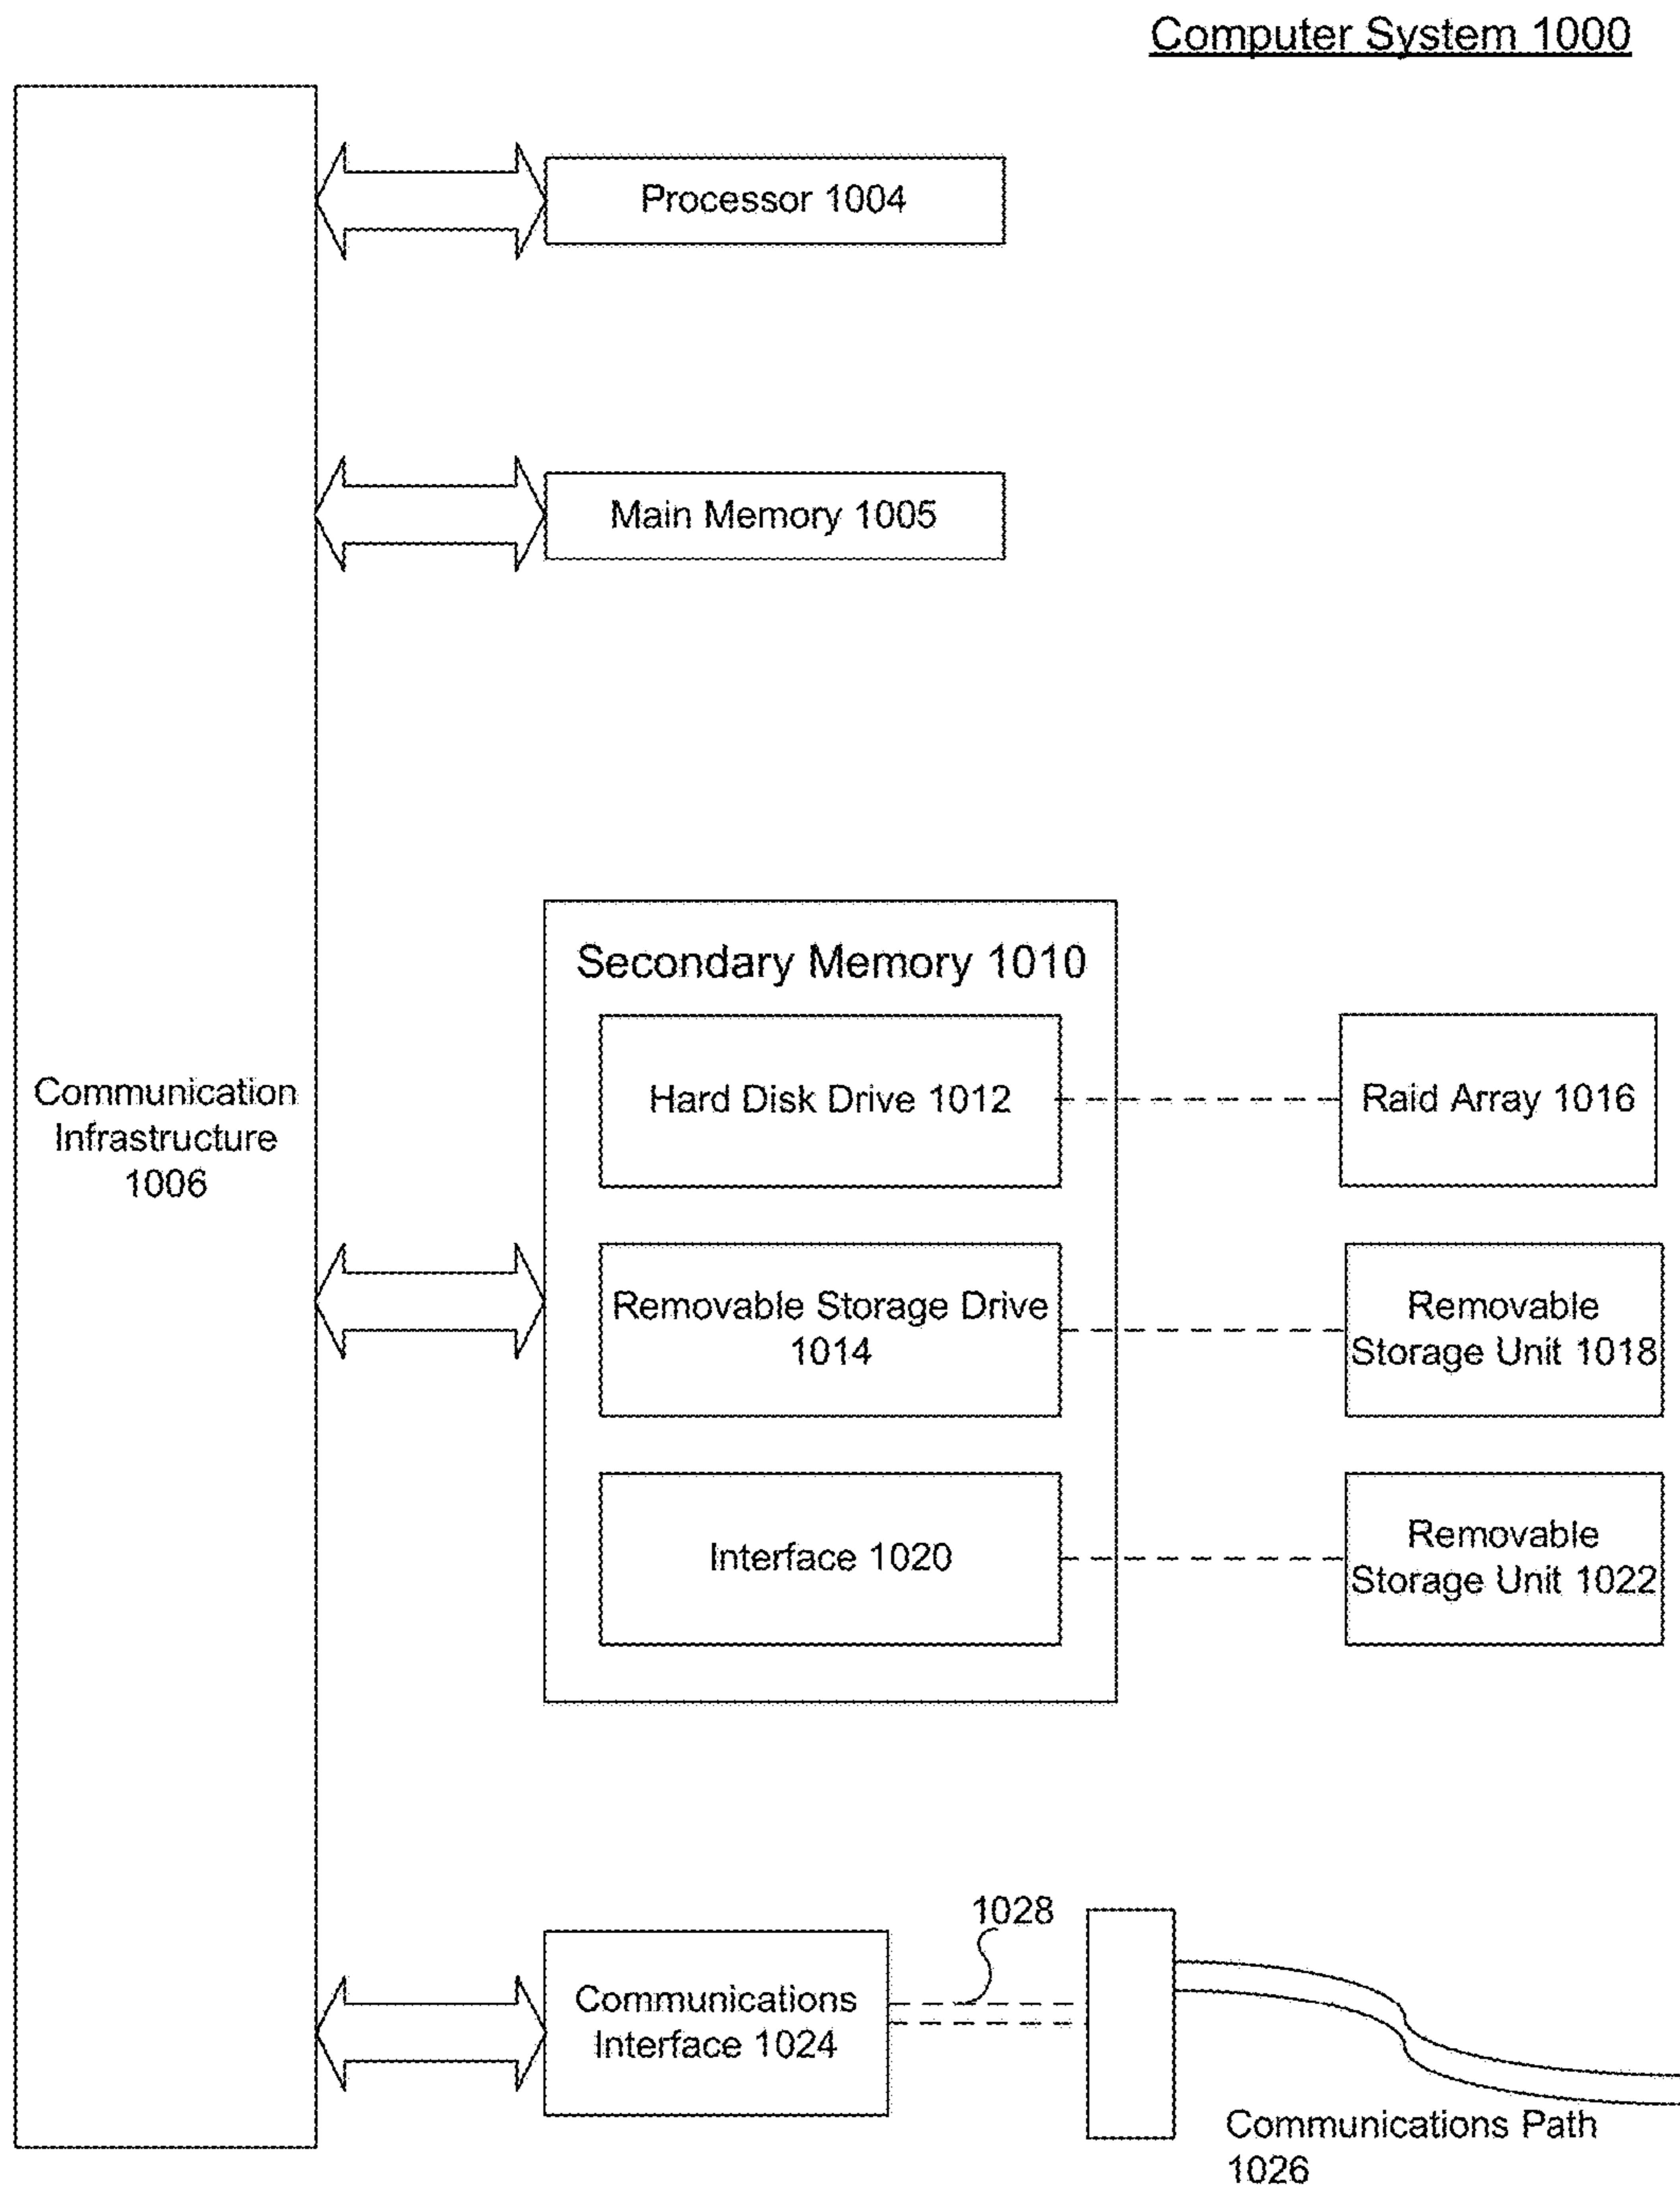 Computer System 1000
Processor 1004
Main Memory 1005
Secondary Memory 1010
Hard Disk Drive 1012
Raid Array 1016
Communication
Infrastructure
1006
Removable Storage Drive
1014
Removable
Storage Unit 1018
Interface 1020
Removable
Storage Unit 1022
1028
Communications
Interface 1024
Communications Path
1026